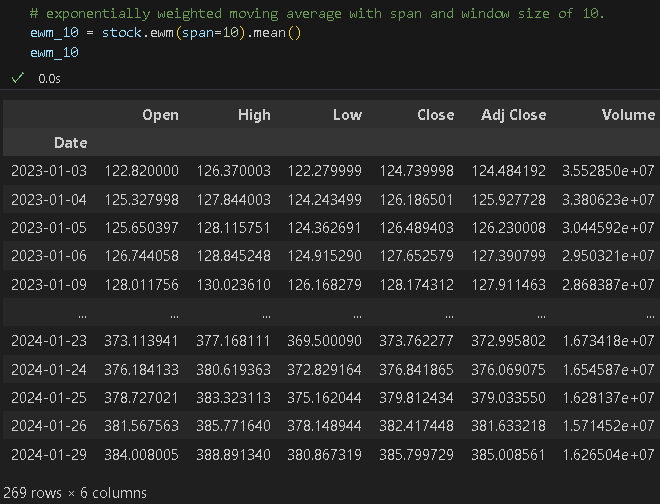 # exponentially weighted moving average with span and window size of 10.
ewm_10 = stock.ewm(span=10).mean()
ewm_10
0.0s
Open High Low Close Adj Close Volume
Date
2023-01-03 122.820000 126.370003 122.279999 124.739998 124.484192 3.552850e+07
2023-01-04 125.327998 127.844003 124.243499 126.186501 125.927728 3.380623e+07
2023-01-05 125.650397 128.115751 124.362691 126.489403 126.230008 3.044592e+07
2023-01-06 126.744058 128.845248 124.915290 127.652579 127.390799 2.950321e+07
2023-01-09 128.011756 130.023610 126.168279 128.174312 127.911463 2.868387e+07
... ... ... ... ... ... ...
2024-01-23 373.113941 377.168111 369.500090 373.762277 372.995802 1.673418e+07
2024-01-24 376.184133 380.619363 372.829164 376.841865 376.069075 1.654587e+07
2024-01-25 378.727021 383.323113 375.162044 379.812434 379.033550 1.628137e+07
2024-01-26 381.567563 385.771640 378.148944 382.417448 381.633218 1.571452e+07
2024-01-29 384.008005 388.891340 380.867319 385.799729 385.008561 1.626504e+07
269 rows × 6 columns